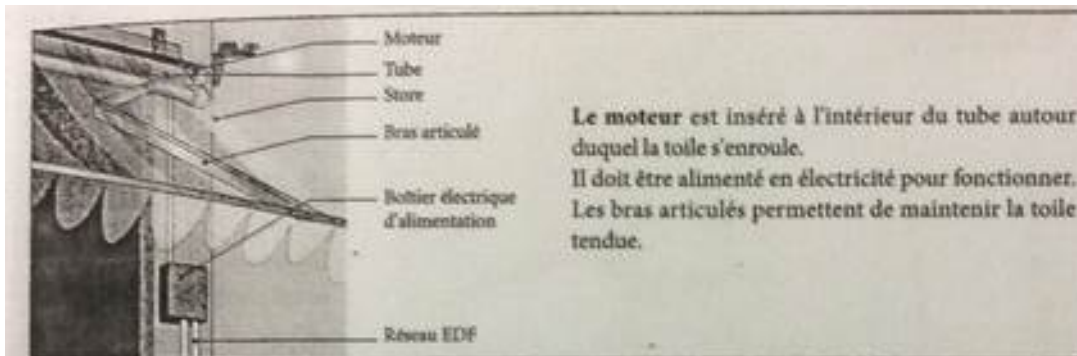 Moteur
Tube
Store
Bras articulé
Boîtier électrique
d'alimentation
Réseau EDF
Le moteur est inséré à l'intérieur du tube autour
duquel la toile s'enroule.
Il doit être alimenté en électricité pour fonctionner.
Les bras articulés permettent de maintenir la toile
tendue.